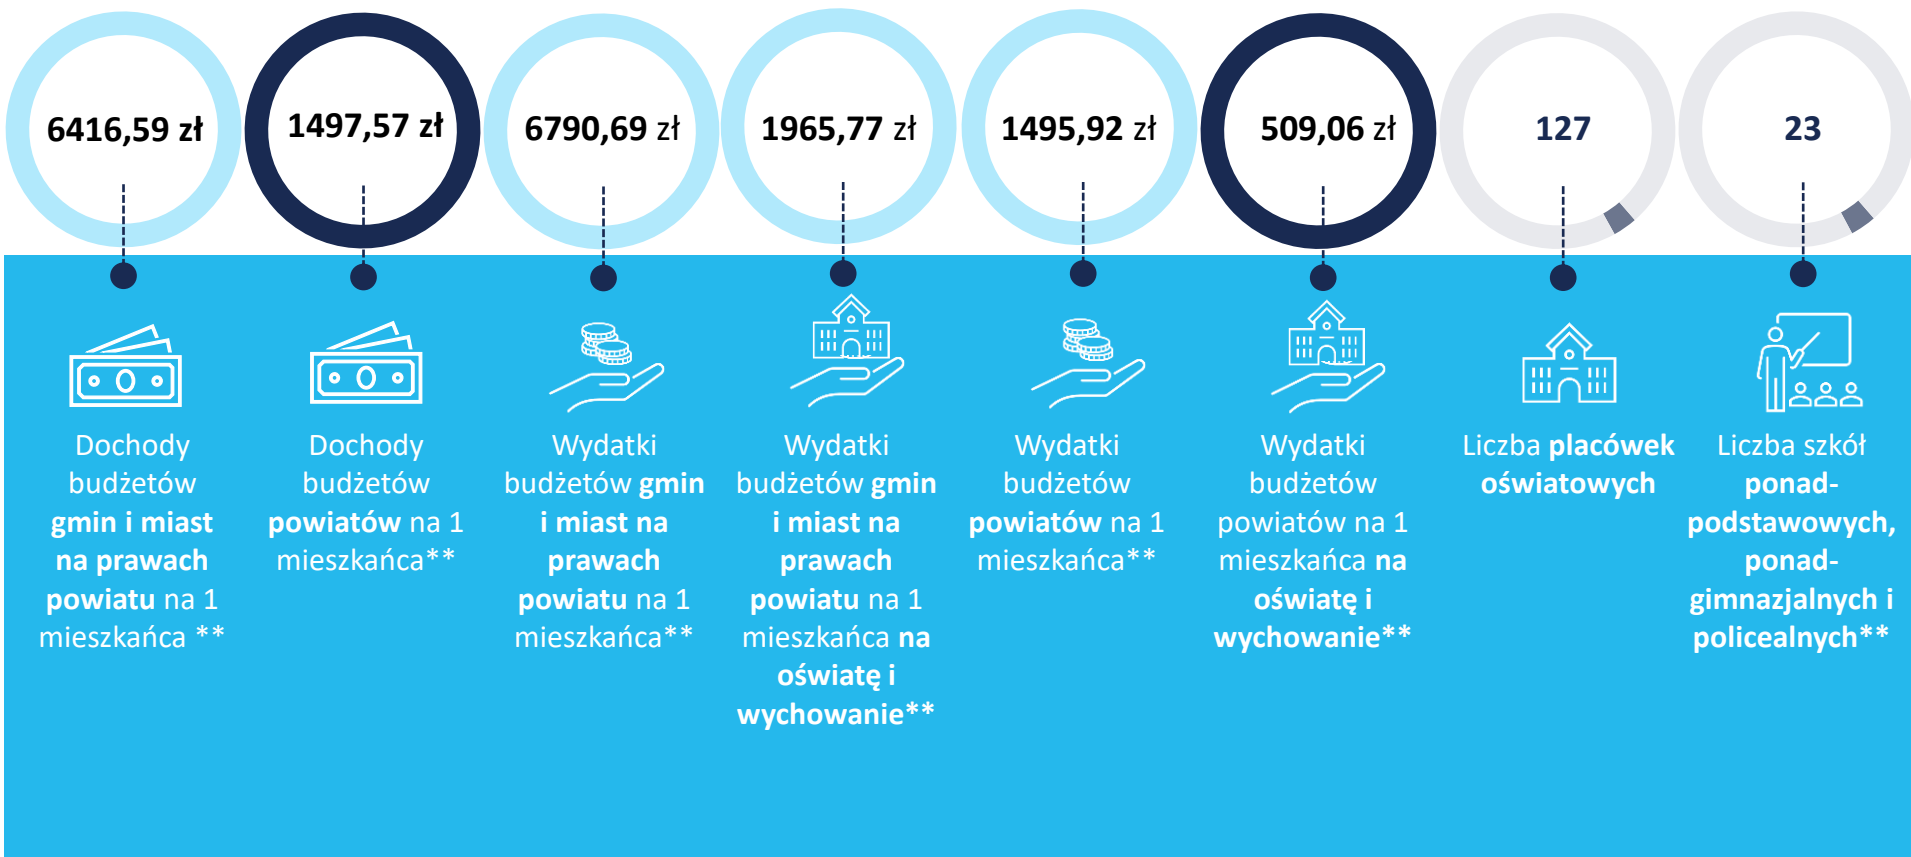 6416,59 zł
1497,57 zł
6790,69 zł
1965,77 zł
1495,92 zł
509,06 zł
127
23
Dochody
budżetów
gmin i miast
na prawach
powiatu na 1
mieszkańca **
Dochody
budżetów
powiatów na 1
mieszkańca**
Wydatki
budżetów gmin
i miast na
prawach
powiatu na 1
mieszkańca**
Wydatki
budżetów gmin
i miast na
prawach
powiatu na 1
mieszkańca na
oświatę i
wychowanie**
Wydatki
budżetów
powiatów na 1
mieszkańca**
Wydatki
budżetów
powiatów na 1
mieszkańca na
oświatę i
wychowanie**
Liczba placówek
oświatowych
Liczba szkół
ponad-
podstawowych,
ponad-
gimnazjalnych i
policealnych**